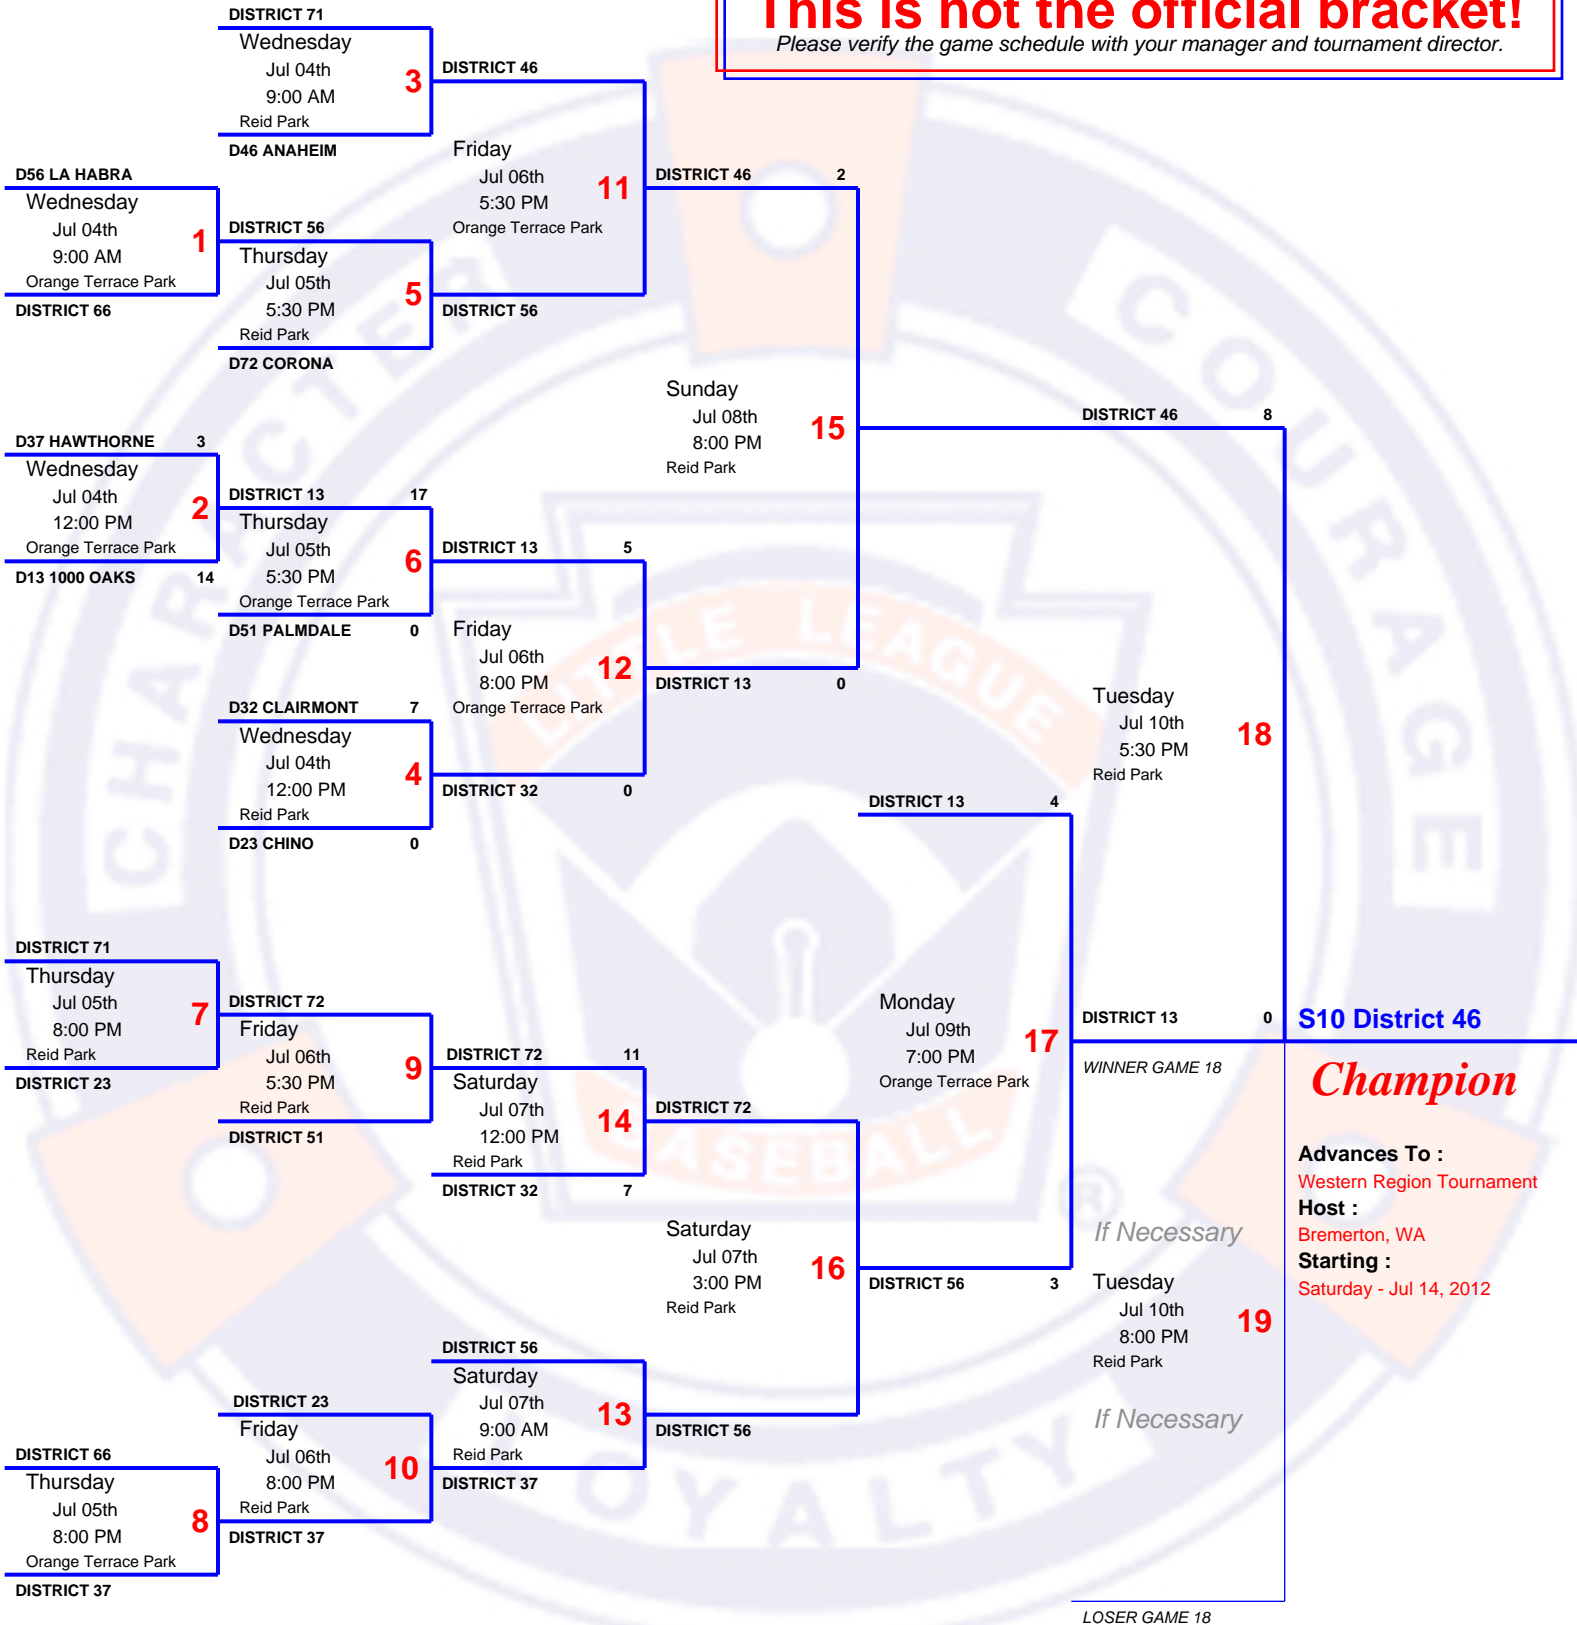 This is not the official bracket!
Please verify the game schedule with your manager and tournament director.
DISTRICT 71
Wednesday
Jul 04th
9:00 AM
Reid Park
3
D46 ANAHEIM
DISTRICT 46
D56 LA HABRA
Wednesday
Jul 04th
9:00 AM
Orange Terrace Park
1
DISTRICT 66
DISTRICT 56
Thursday
Jul 05th
5:30 PM
Reid Park
5
D72 CORONA
Friday
Jul 06th
5:30 PM
Orange Terrace Park
11
DISTRICT 56
DISTRICT 46 2
D37 HAWTHORNE 3
Wednesday
Jul 04th
12:00 PM
Orange Terrace Park
2
D13 1000 OAKS 14
DISTRICT 13 17
Thursday
Jul 05th
5:30 PM
Orange Terrace Park
6
D51 PALMDALE 0
DISTRICT 13 5
Friday
Jul 06th
8:00 PM
Orange Terrace Park
12
D32 CLAIRMONT 7
Wednesday
Jul 04th
12:00 PM
Reid Park
4
D23 CHINO 0
DISTRICT 32 0
Sunday
Jul 08th
8:00 PM
Reid Park
15
DISTRICT 13 0
DISTRICT 46 8
Tuesday
Jul 10th
5:30 PM
Reid Park
18
DISTRICT 71
Thursday
Jul 05th
8:00 PM
Reid Park
7
DISTRICT 23
DISTRICT 72
Friday
Jul 06th
5:30 PM
Reid Park
9
DISTRICT 51
DISTRICT 72 11
Saturday
Jul 07th
12:00 PM
Reid Park
14
DISTRICT 32 7
DISTRICT 72
Saturday
Jul 07th
3:00 PM
Reid Park
16
DISTRICT 56
Saturday
Jul 07th
9:00 AM
Reid Park
13
DISTRICT 37
DISTRICT 56
DISTRICT 23
Friday
Jul 06th
8:00 PM
Reid Park
10
DISTRICT 37
DISTRICT 66
Thursday
Jul 05th
8:00 PM
Orange Terrace Park
8
DISTRICT 37
DISTRICT 13 4
Monday
Jul 09th
7:00 PM
Orange Terrace Park
17
DISTRICT 56 3
DISTRICT 13 0
WINNER GAME 18
If Necessary
Tuesday
Jul 10th
8:00 PM
Reid Park
19
If Necessary
LOSER GAME 18
S10 District 46
Champion
Advances To :
Western Region Tournament
Host :
Bremerton, WA
Starting :
Saturday - Jul 14, 2012
CHARACTER
COURAGE
LOYALTY
LITTLE LEAGUE
BASEBALL
®